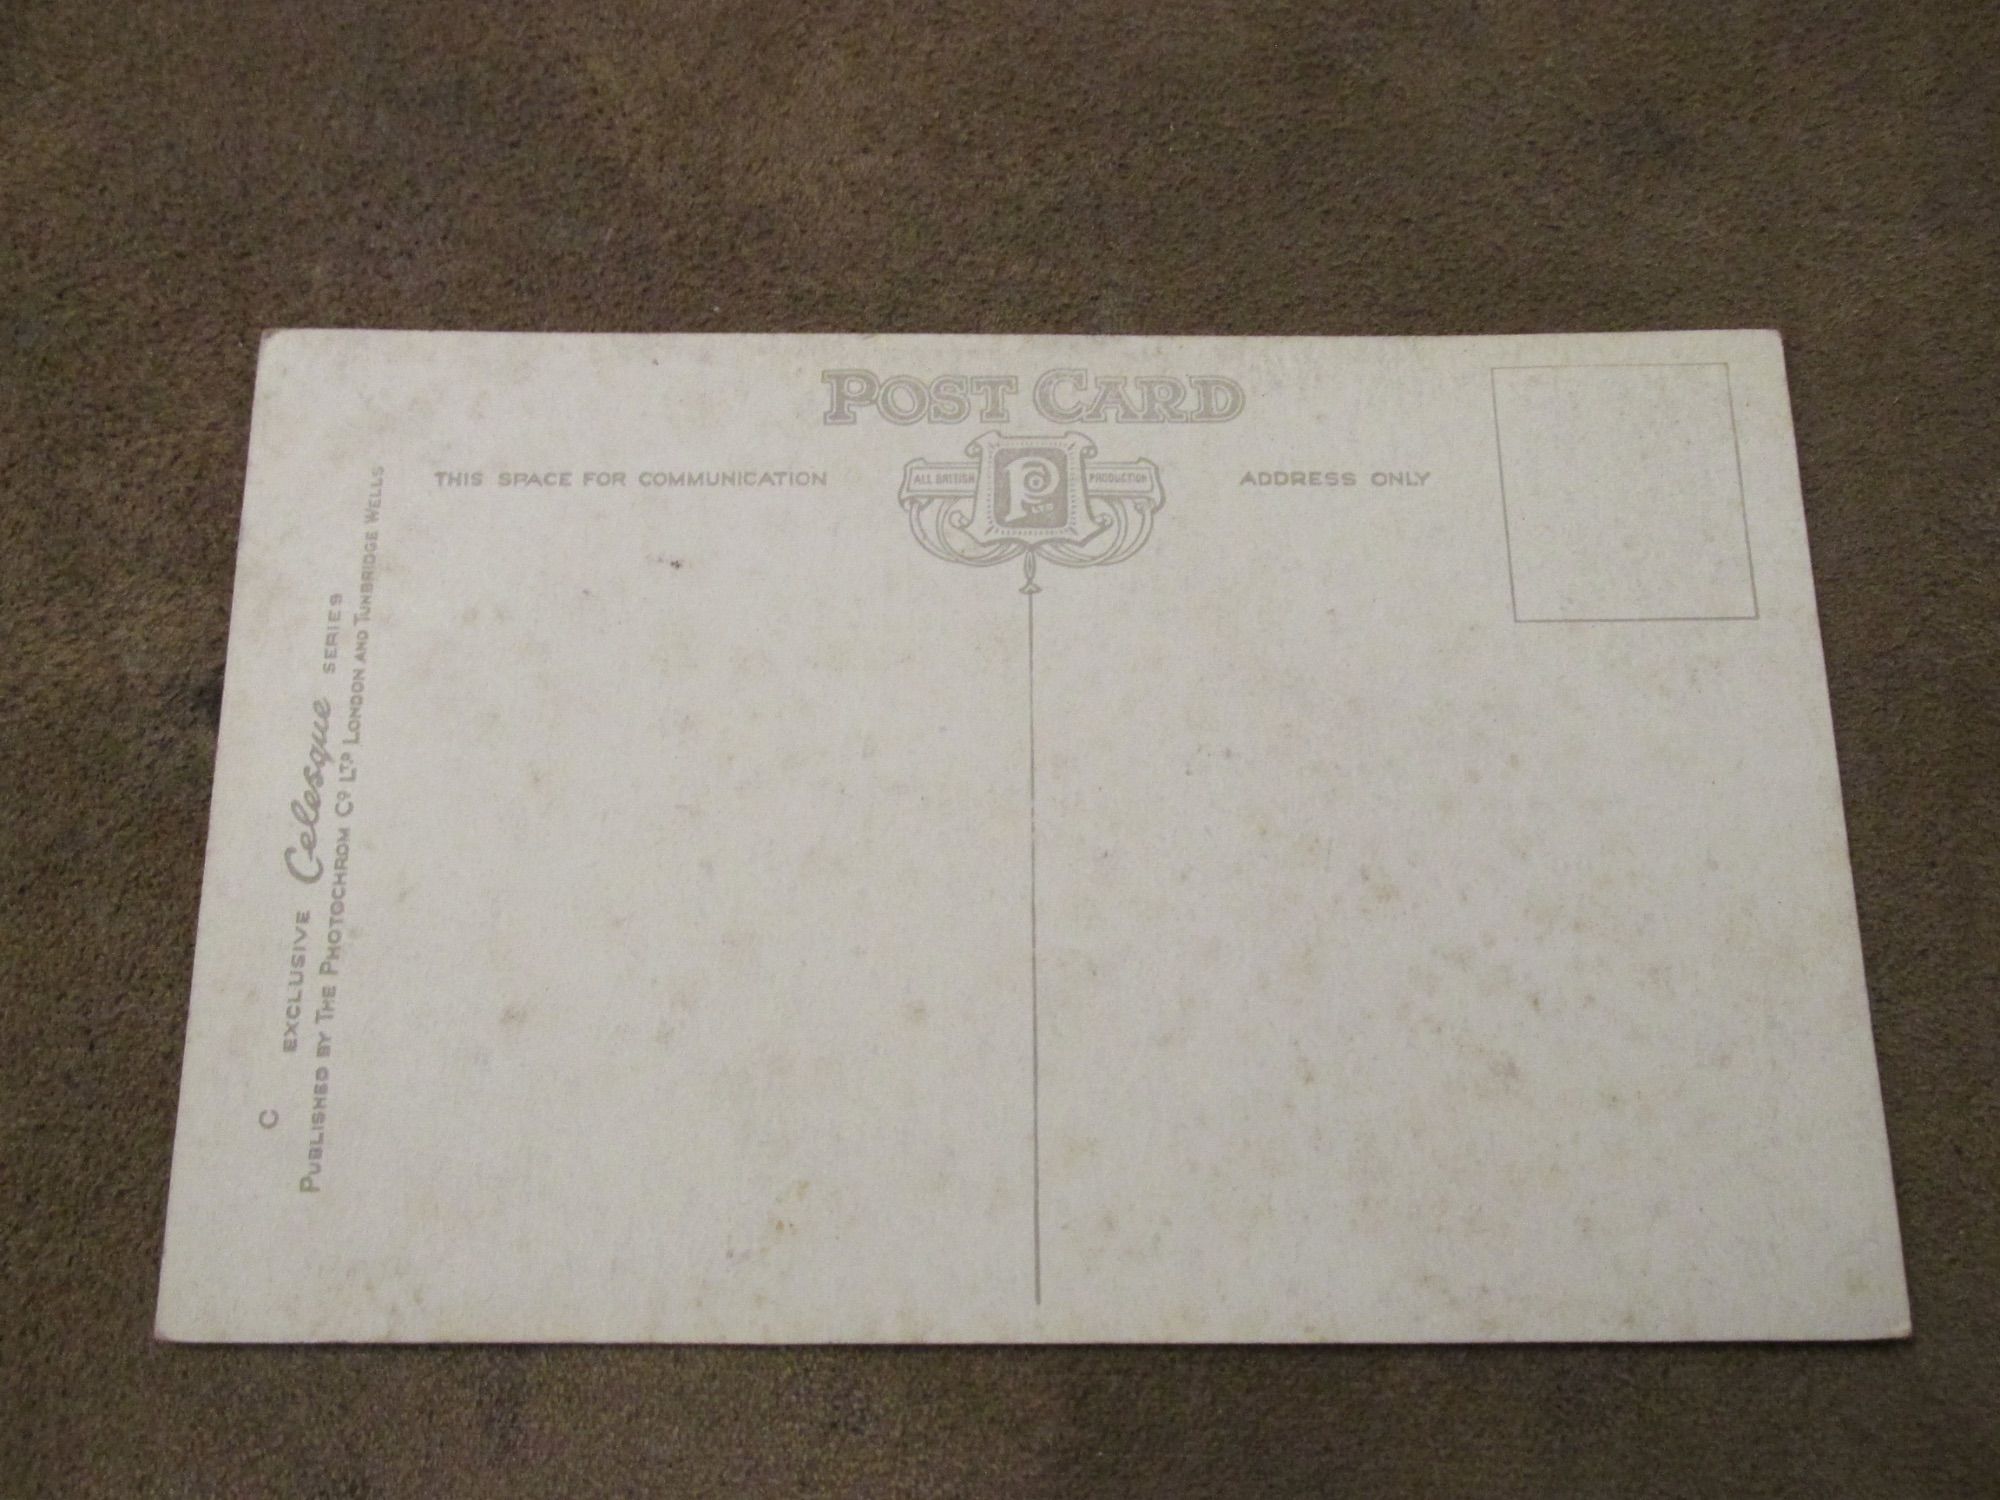 POST CARD
THIS SPACE FOR COMMUNICATION
ALL BRITISH
P
LTD
PRODUCTION
ADDRESS ONLY
C
EXCLUSIVE Celesque SERIES
PUBLISHED BY THE PHOTOCHROM CO LTD LONDON AND TUNBRIDGE WELLS